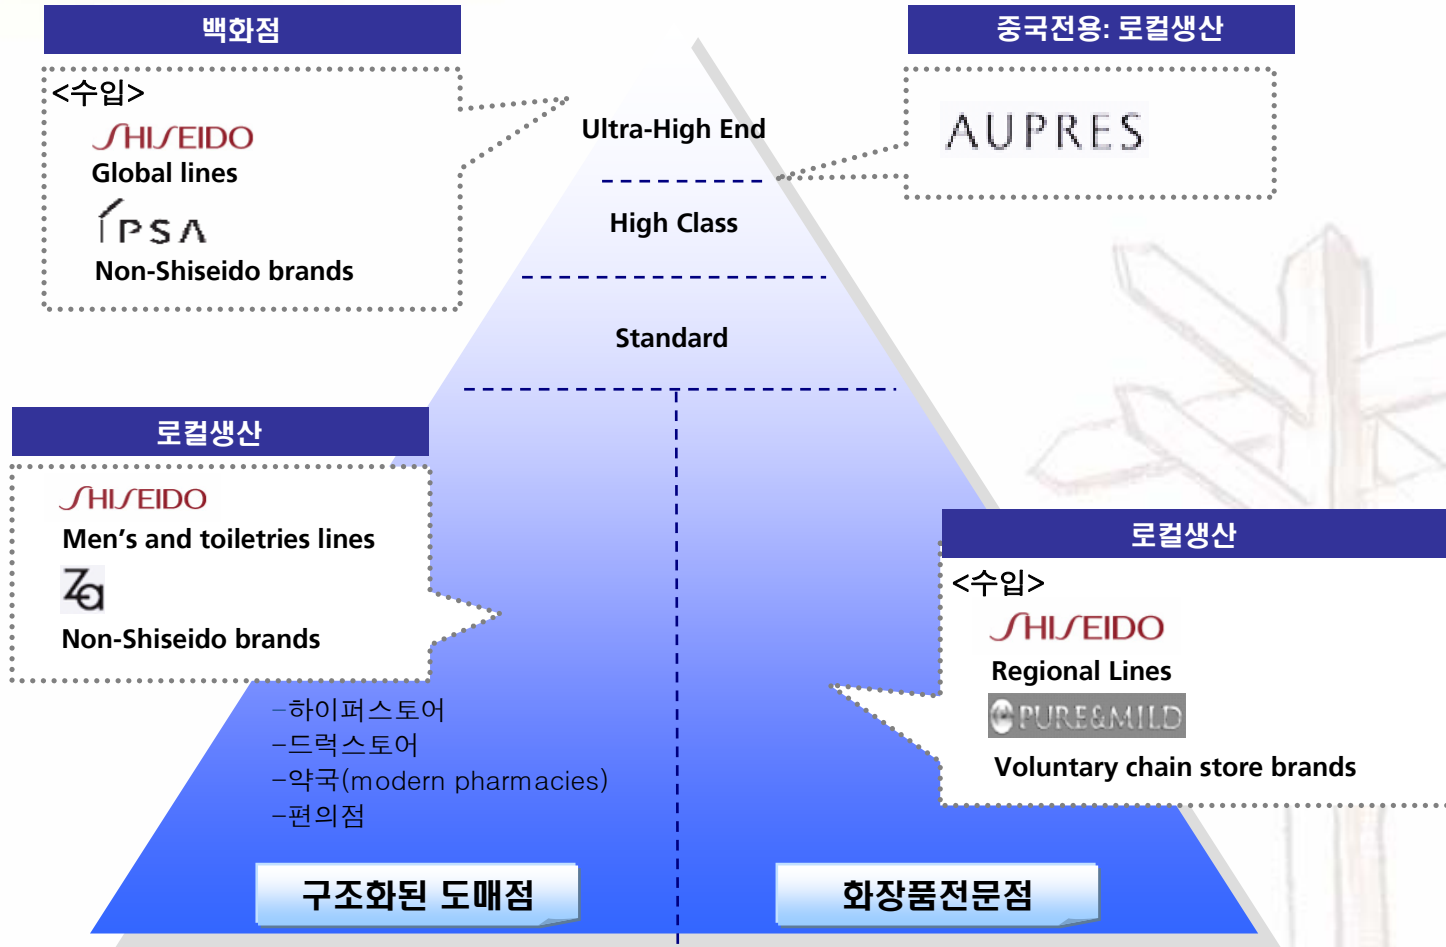 백화점
<수입>
SHISEIDO
Global lines
IPSA
Non-Shiseido brands
중국전용: 로컬생산
AUPRES
Ultra-High End
High Class
Standard
로컬생산
SHISEIDO
Men's and toiletries lines
Za
Non-Shiseido brands
로컬생산
<수입>
SHISEIDO
Regional Lines
PURE&MILD
Voluntary chain store brands
-하이퍼스토어
-드럭스토어
-약국(modern pharmacies)
-편의점
구조화된 도매점
화장품전문점